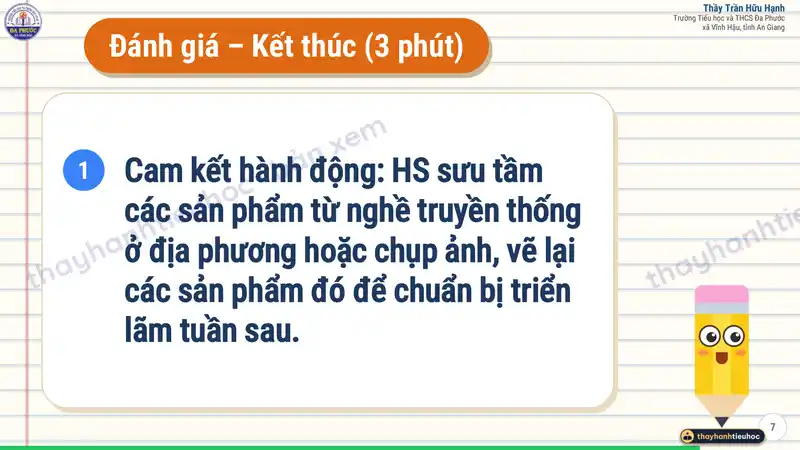 Thầy Trần Hữu Hạnh
Trường Tiểu học và THCS Đa Phước
xã Vĩnh Hậu, tỉnh An Giang
ĐA PHƯỚC
Đánh giá – Kết thúc (3 phút)
1
Cam kết hành động: HS sưu tầm
các sản phẩm từ nghề truyền thống
ở địa phương hoặc chụp ảnh, vẽ lại
các sản phẩm đó để chuẩn bị triển
lãm tuần sau.
thayhanhtieuhoc
7